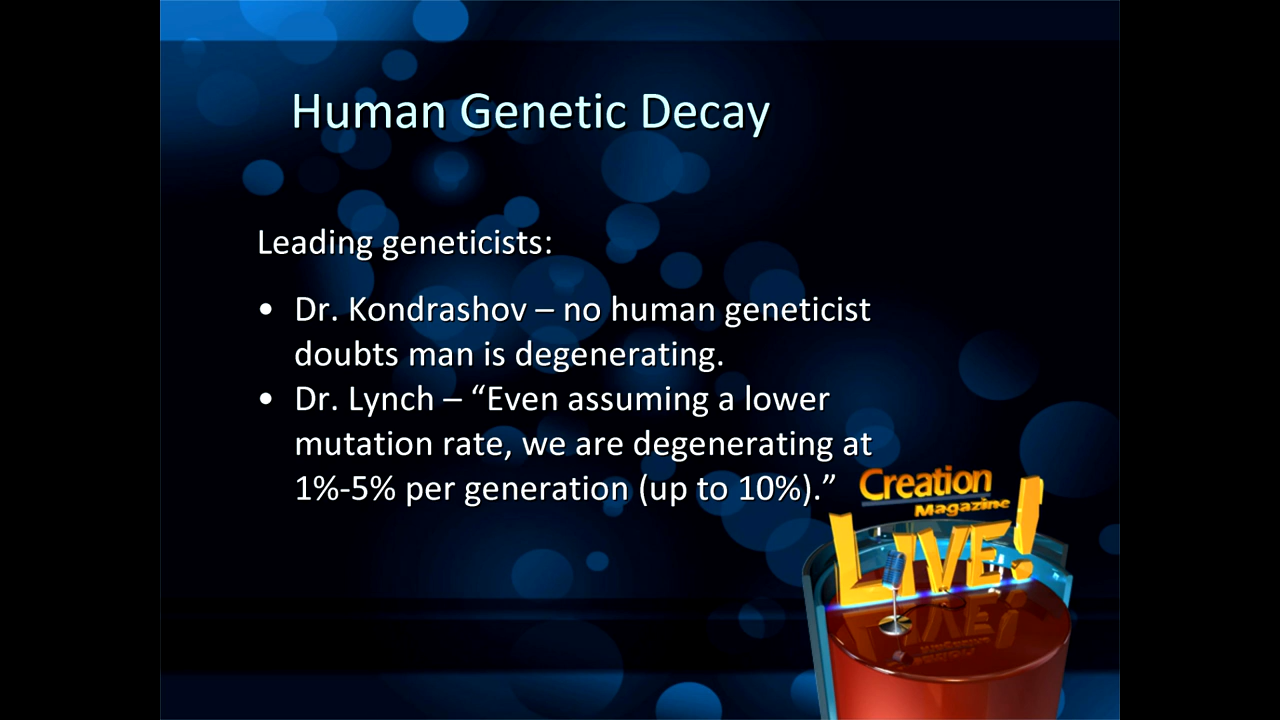 Human Genetic Decay
Leading geneticists:
• Dr. Kondrashov – no human geneticist
doubts man is degenerating.
• Dr. Lynch – “Even assuming a lower
mutation rate, we are degenerating at
1%-5% per generation (up to 10%).”
Creation
Magazine
LIVE!